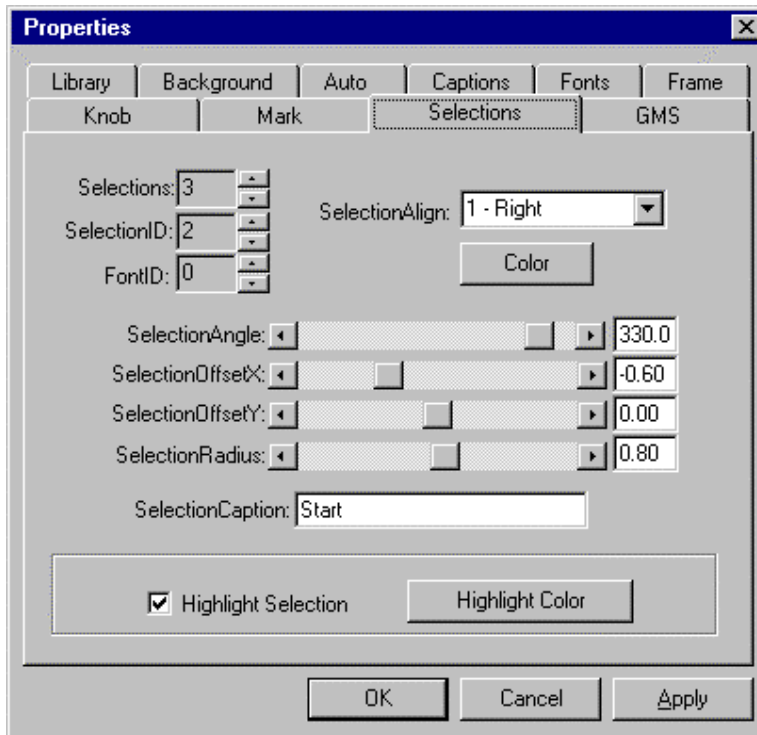 Properties
Library Background Auto Captions Fonts Frame
Knob Mark Selections GMS
Selections: 3
SelectionAlign: 1 - Right
SelectionID: 2
Color
FontID: 0
SelectionAngle: 330.0
SelectionOffsetX: -0.60
SelectionOffsetY: 0.00
SelectionRadius: 0.80
SelectionCaption: Start
Highlight Selection Highlight Color
OK Cancel Apply